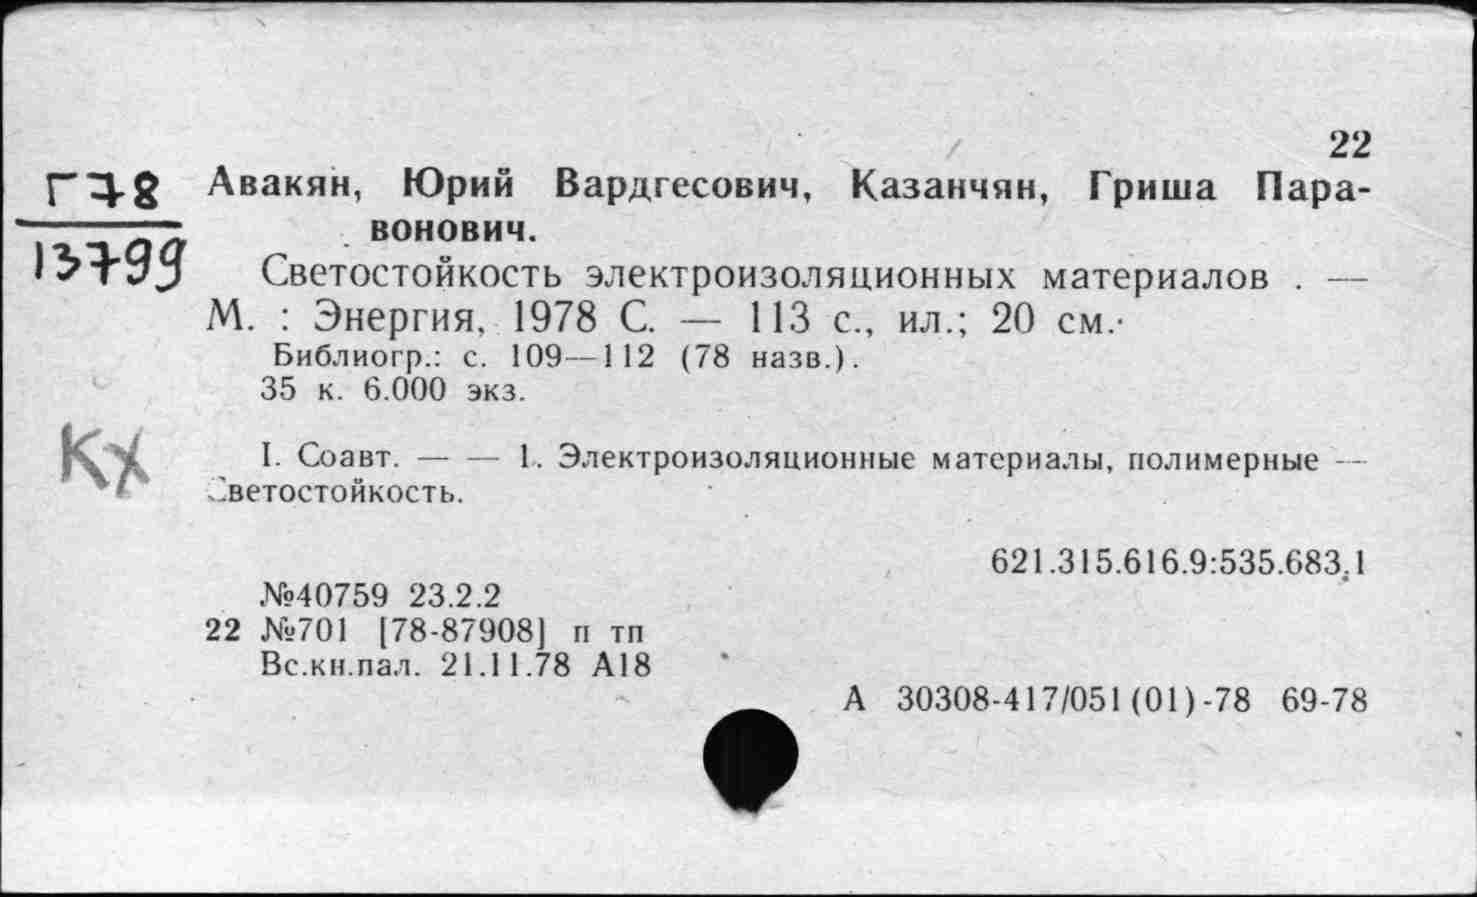 22
Г78 Авакян, Юрий Вардгесович, Казанчян, Гриша Пара-
вонович.
13799 Светостойкость электроизоляционных материалов . —
М. : Энергия, 1978 С. — 113 с., ил.; 20 см.
Библиогр.: с. 109—112 (78 назв.).
35 к. 6.000 экз.
Кх I. Соавт. — — 1. Электроизоляционные материалы, полимерные —
Светостойкость.
621.315.616.9:535.683.1
№40759 23.2.2
22 №701 [78-87908] п тп
Вс.кн.пал. 21.11.78 А18
А 30308-417/051(01)-78 69-78